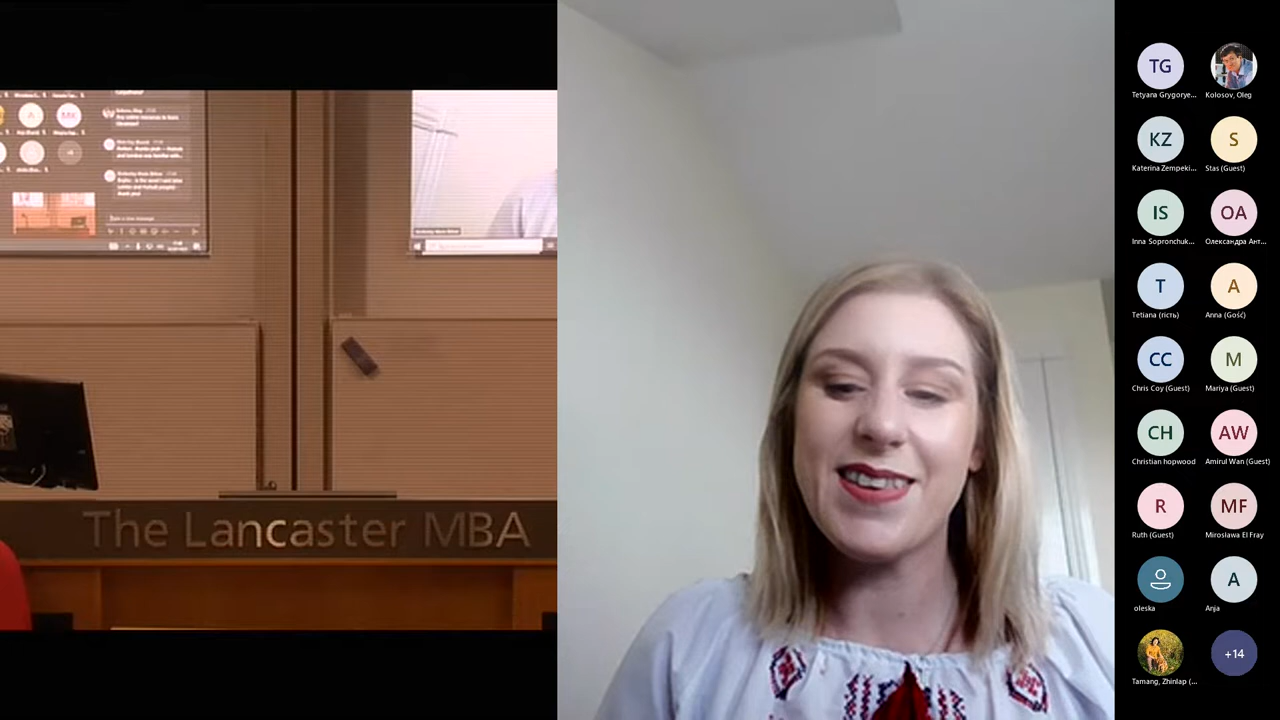 The Lancaster MBA
TG
Tetyana Grygorye...
Kolosov, Oleg
KZ
Katerina Zempeki...
S
Stas (Guest)
IS
Inna Sopronchuk...
OA
Олександра Ант...
T
Tetiana (гість)
A
Anna (Gość)
CC
Chris Coy (Guest)
M
Mariya (Guest)
CH
Christian hopwood
AW
Amirul Wan (Guest)
R
Ruth (Guest)
MF
Mirosława El Fray
oleska
A
Anja
Tamang, Zhinlap (...
+14